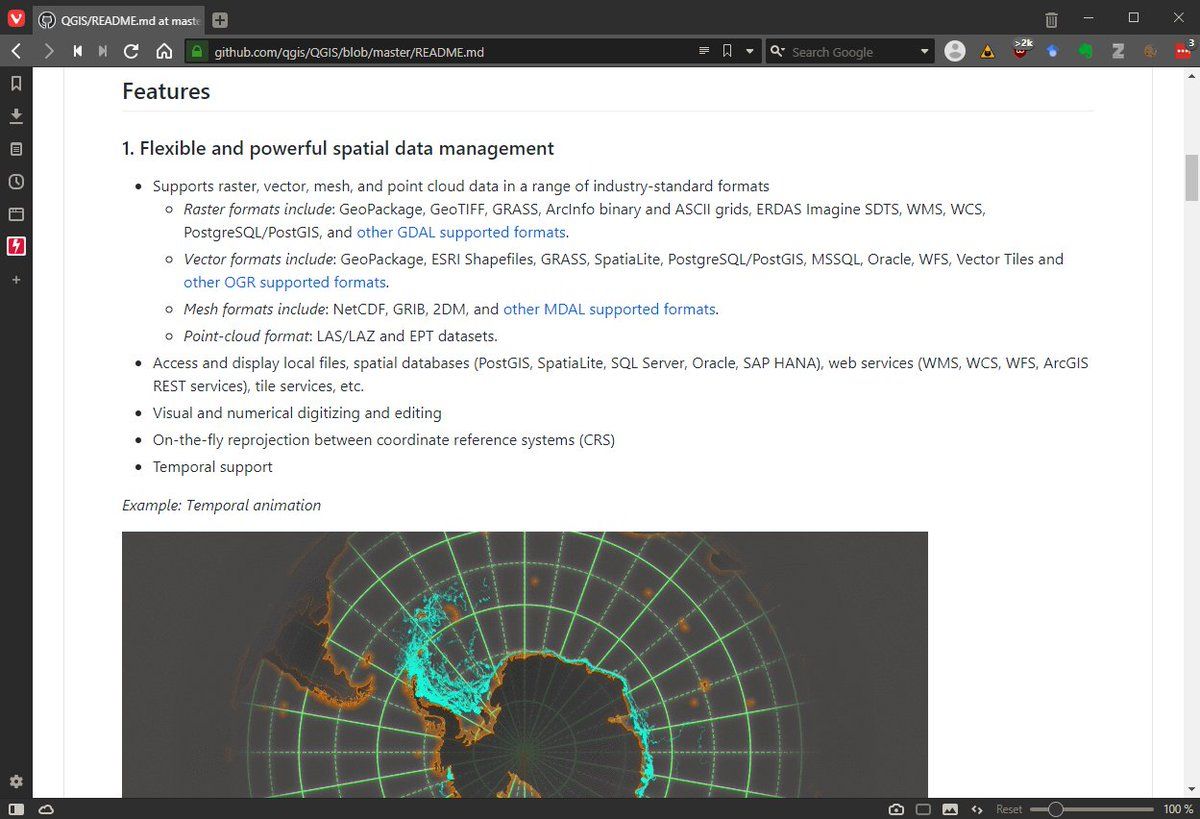 QGIS/README.md at maste
github.com/qgis/QGIS/blob/master/README.md
Search Google
>2k
3
Features
1. Flexible and powerful spatial data management
• Supports raster, vector, mesh, and point cloud data in a range of industry-standard formats
Raster formats include: GeoPackage, GeoTIFF, GRASS, ArcInfo binary and ASCII grids, ERDAS Imagine SDTS, WMS, WCS,
PostgreSQL/PostGIS, and other GDAL supported formats.
Vector formats include: GeoPackage, ESRI Shapefiles, GRASS, SpatiaLite, PostgreSQL/PostGIS, MSSQL, Oracle, WFS, Vector Tiles and
other OGR supported formats.
Mesh formats include: NetCDF, GRIB, 2DM, and other MDAL supported formats.
Point-cloud format: LAS/LAZ and EPT datasets.
• Access and display local files, spatial databases (PostGIS, SpatiaLite, SQL Server, Oracle, SAP HANA), web services (WMS, WCS, WFS, ArcGIS
REST services), tile services, etc.
• Visual and numerical digitizing and editing
• On-the-fly reprojection between coordinate reference systems (CRS)
• Temporal support
Example: Temporal animation
Reset
100 %